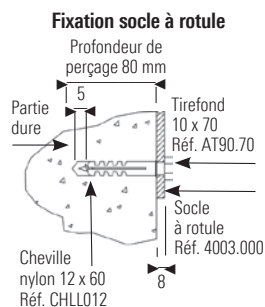 Fixation socle à rotule
Profondeur de
perçage 80 mm
5
Partie
dure
Tirefond
10 x 70
Réf. AT90.70
Socle
à rotule
Réf. 4003.000
Cheville
nylon 12 x 60
Réf. CHLL012
8